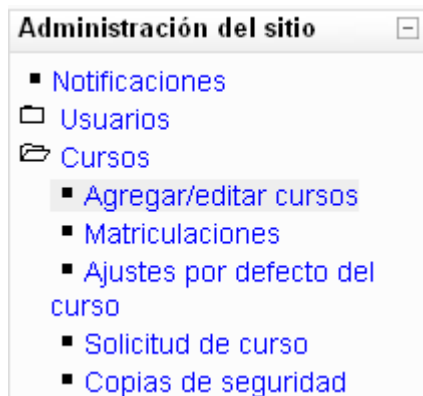 Administración del sitio
Notificaciones
Usuarios
Cursos
Agregar/editar cursos
Matriculaciones
Ajustes por defecto del
curso
Solicitud de curso
Copias de seguridad